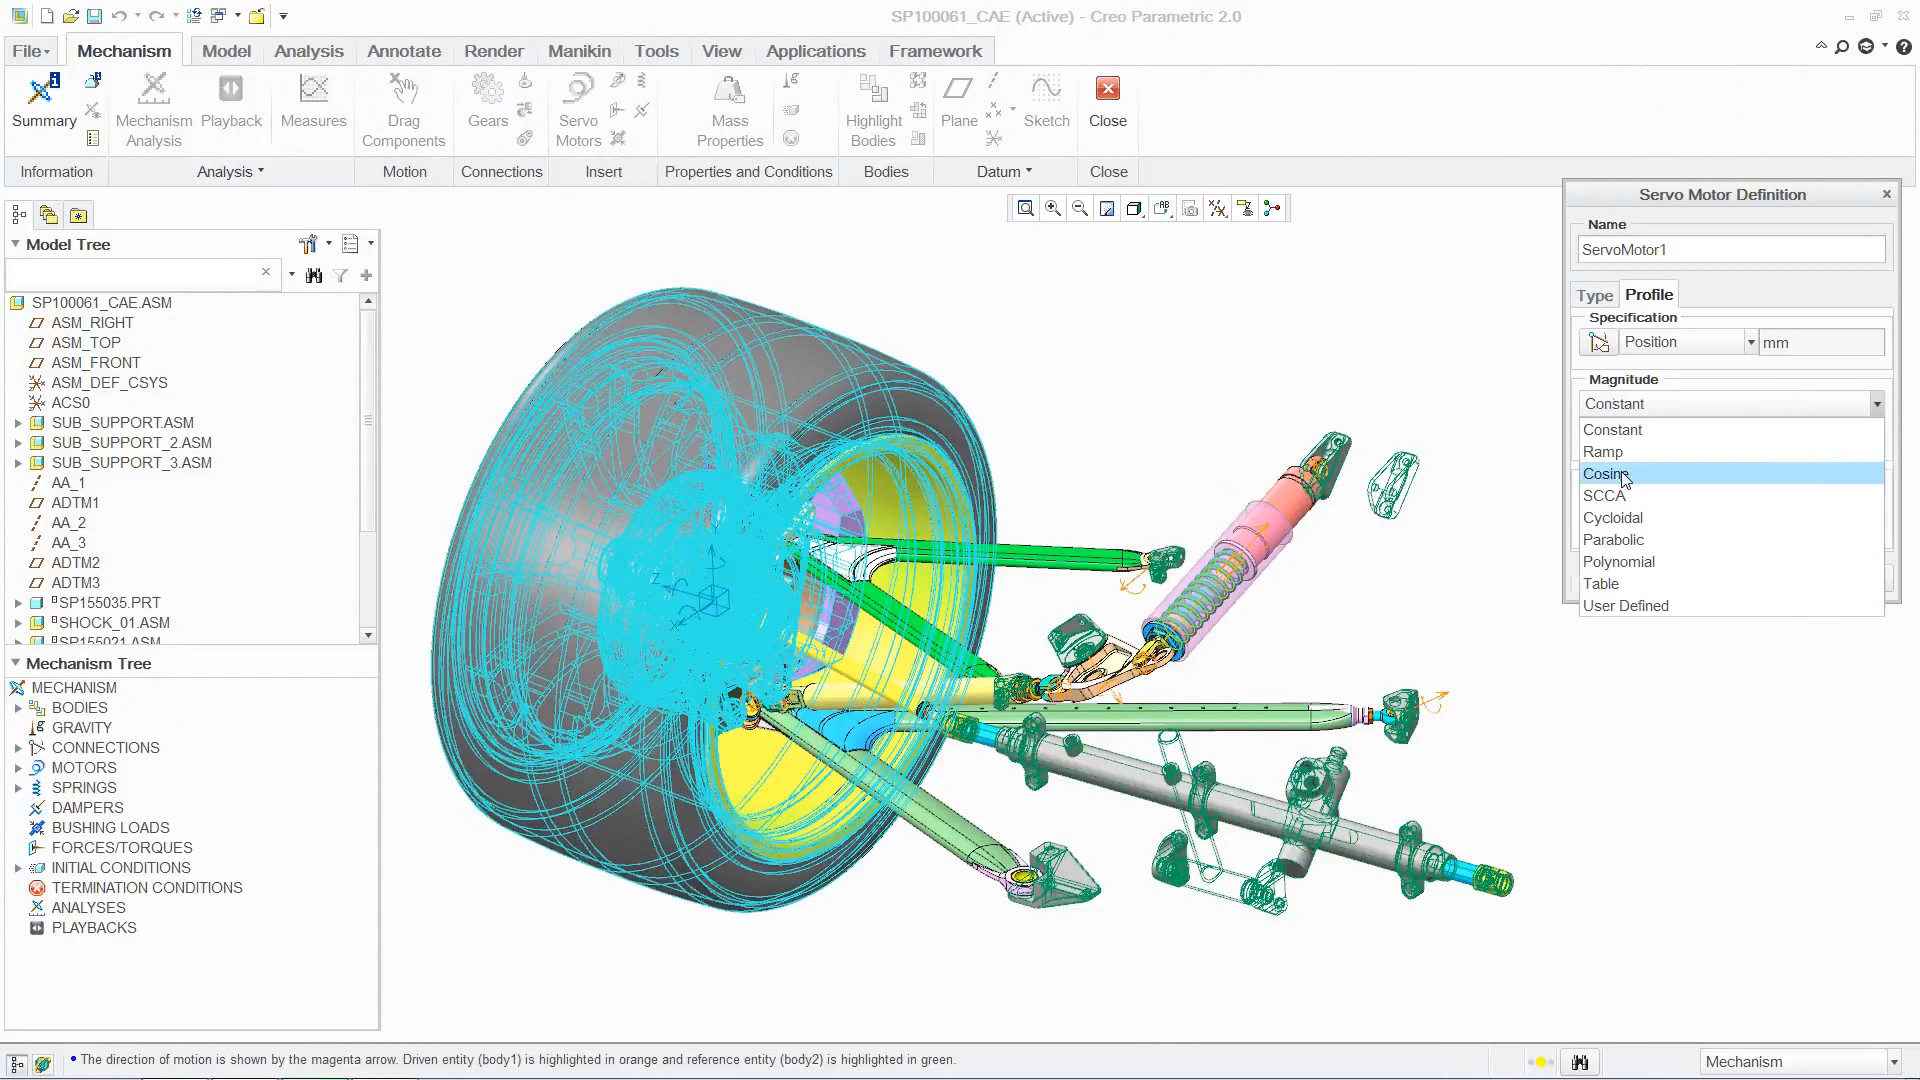 SP100061_CAE (Active) - Creo Parametric 2.0
File
Mechanism
Model
Analysis
Annotate
Render
Manikin
Tools
View
Applications
Framework
Summary
Mechanism Analysis
Playback
Measures
Drag Components
Gears
Servo Motors
Mass Properties
Highlight Bodies
Plane
Sketch
Close
Information
Analysis
Motion
Connections
Insert
Properties and Conditions
Bodies
Datum
Close
Model Tree
SP100061_CAE.ASM
ASM_RIGHT
ASM_TOP
ASM_FRONT
ASM_DEF_CSYS
ACS0
SUB_SUPPORT.ASM
SUB_SUPPORT_2.ASM
SUB_SUPPORT_3.ASM
AA_1
ADTM1
AA_2
AA_3
ADTM2
ADTM3
SP155035.PRT
SHOCK_01.ASM
SP155021.ASM
Mechanism Tree
MECHANISM
BODIES
GRAVITY
CONNECTIONS
MOTORS
SPRINGS
DAMPERS
BUSHING LOADS
FORCES/TORQUES
INITIAL CONDITIONS
TERMINATION CONDITIONS
ANALYSES
PLAYBACKS
Servo Motor Definition
Name
ServoMotor1
Type
Profile
Specification
Position
mm
Magnitude
Constant
Constant
Ramp
Cosine
SCCA
Cycloidal
Parabolic
Polynomial
Table
User Defined
The direction of motion is shown by the magenta arrow. Driven entity (body1) is highlighted in orange and reference entity (body2) is highlighted in green.
Mechanism